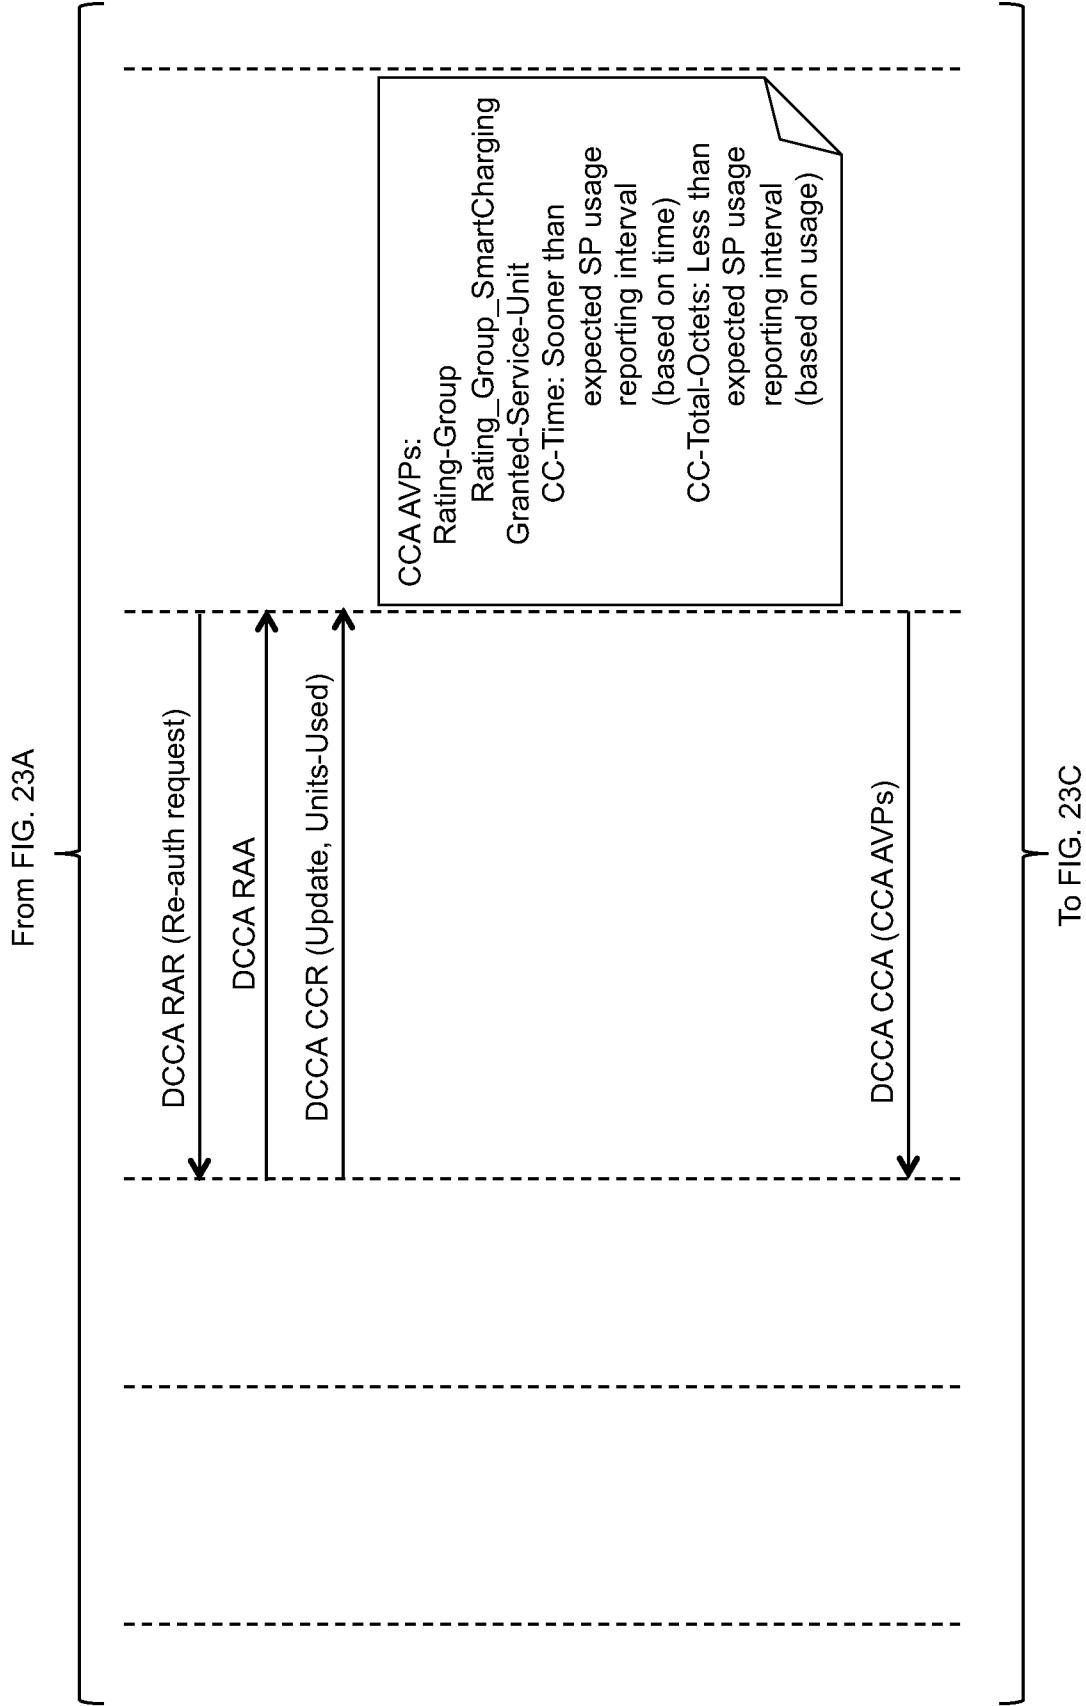 From FIG. 23A
DCCA RAR (Re-auth request)
DCCA RAA
DCCA CCR (Update, Units-Used)
CCA AVPs:
Rating-Group
Rating_Group_SmartCharging
Granted-Service-Unit
CC-Time: Sooner than
expected SP usage
reporting interval
(based on time)
CC-Total-Octets: Less than
expected SP usage
reporting interval
(based on usage)
DCCA CCA (CCA AVPs)
To FIG. 23C